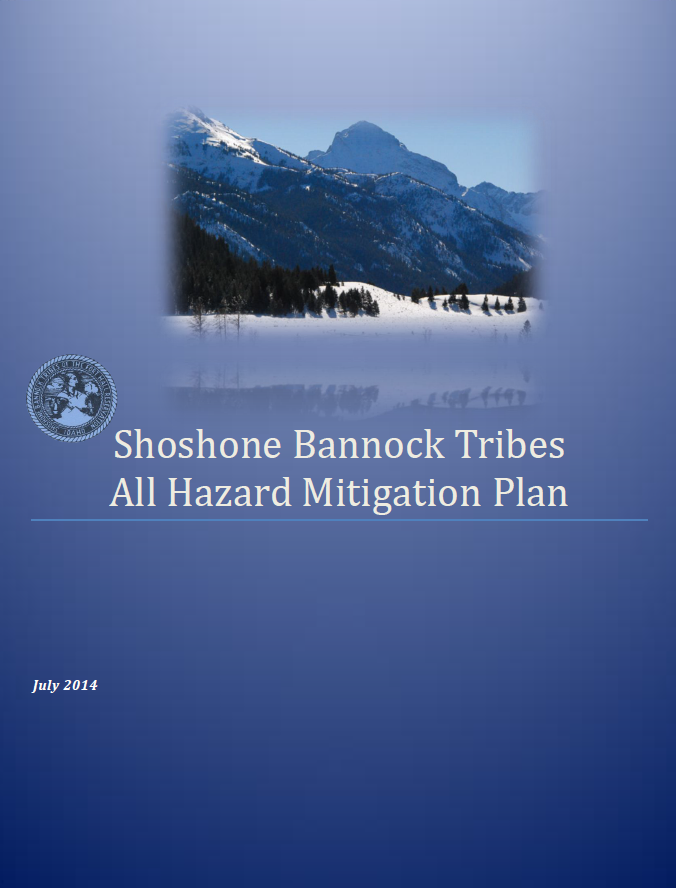 Shoshone Bannock Tribes
All Hazard Mitigation Plan
July 2014